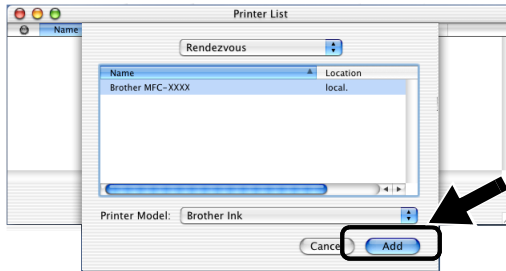 Printer List
Name
Rendezvous
Name Location
Brother MFC-XXXX local.
Printer Model: Brother Ink
Cancel Add